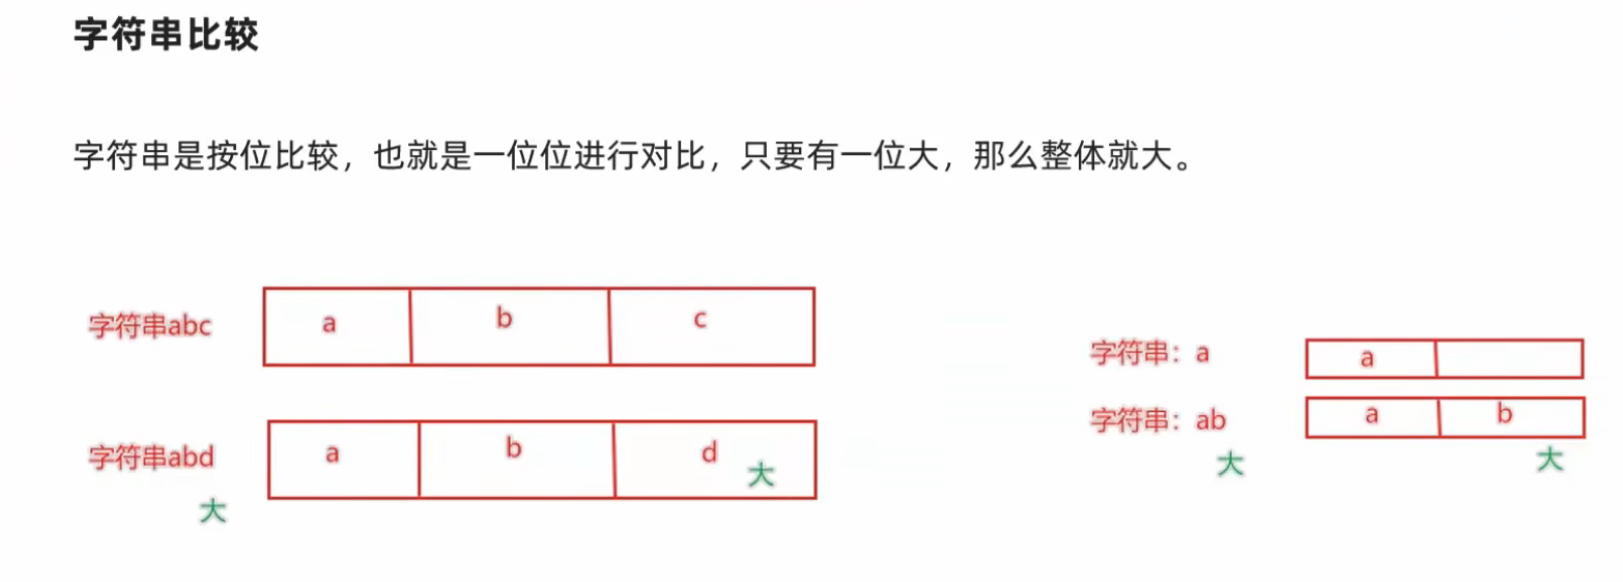 字符串比较
字符串是按位比较，也就是一位位进行对比，只要有一位大，那么整体就大。
字符串abc
a b c
字符串abd
大
a b d 大
字符串：a
a
字符串：ab
大
a b
大